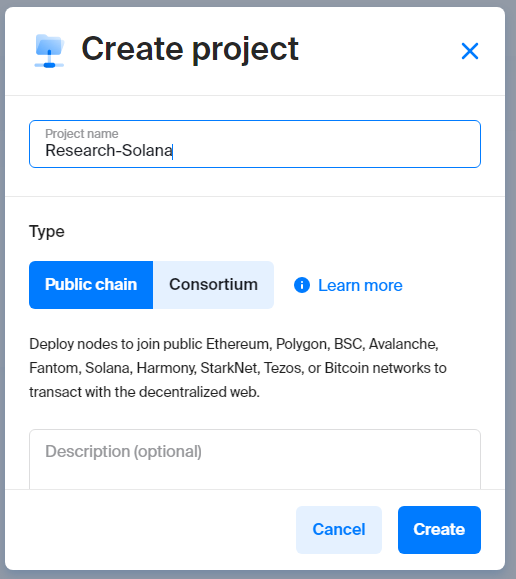 Create project
Project name
Research-Solana
Type
Public chain
Consortium
Learn more
Deploy nodes to join public Ethereum, Polygon, BSC, Avalanche,
Fantom, Solana, Harmony, StarkNet, Tezos, or Bitcoin networks to
transact with the decentralized web.
Description (optional)
Cancel
Create